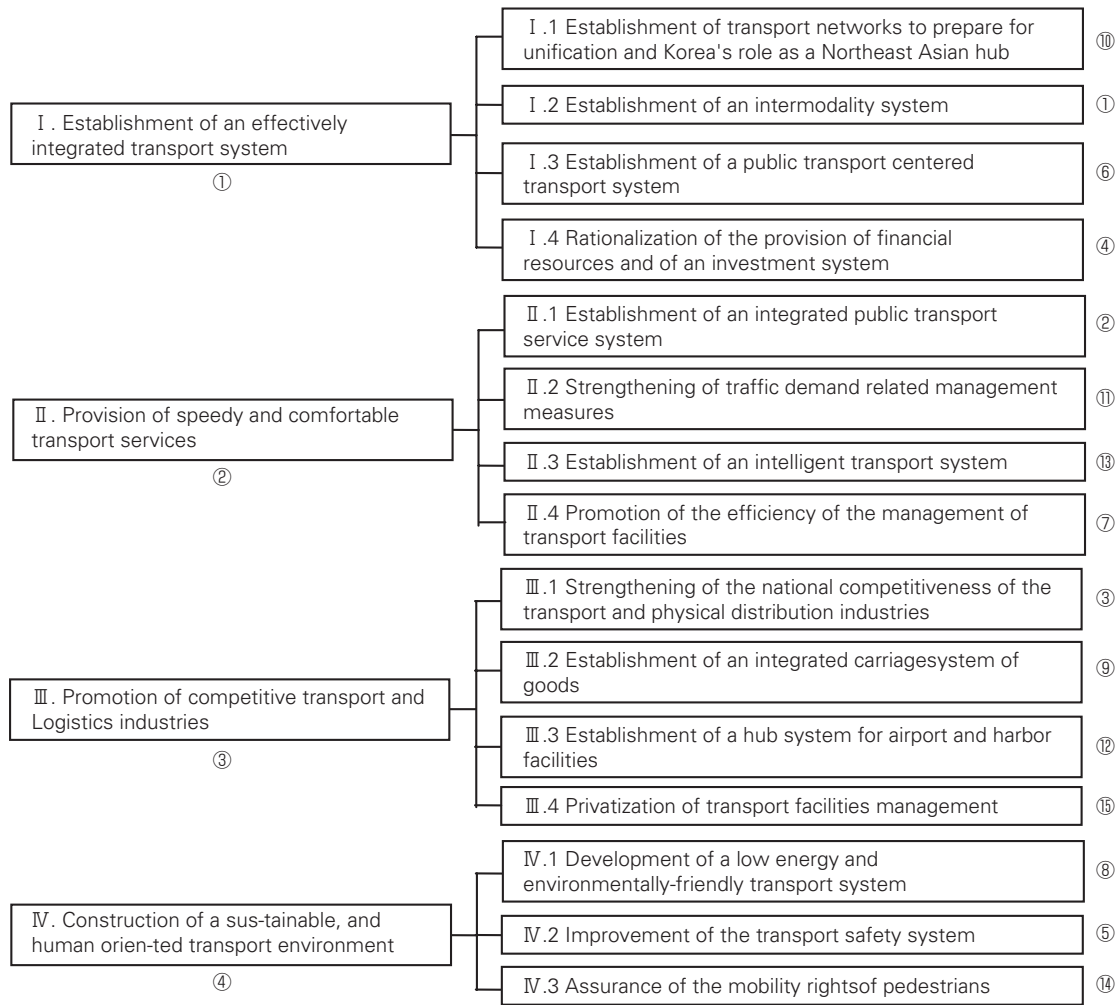 Ⅰ. Establishment of an effectively
integrated transport system
①
Ⅰ.1 Establishment of transport networks to prepare for
unification and Korea's role as a Northeast Asian hub
⑩
Ⅰ.2 Establishment of an intermodality system
①
Ⅰ.3 Establishment of a public transport centered
transport system
⑥
Ⅰ.4 Rationalization of the provision of financial
resources and of an investment system
④
Ⅱ. Provision of speedy and comfortable
transport services
②
Ⅱ.1 Establishment of an integrated public transport
service system
②
Ⅱ.2 Strengthening of traffic demand related management
measures
⑪
Ⅱ.3 Establishment of an intelligent transport system
⑬
Ⅱ.4 Promotion of the efficiency of the management of
transport facilities
⑦
Ⅲ. Promotion of competitive transport and
Logistics industries
③
Ⅲ.1 Strengthening of the national competitiveness of the
transport and physical distribution industries
③
Ⅲ.2 Establishment of an integrated carriagesystem of
goods
⑨
Ⅲ.3 Establishment of a hub system for airport and harbor
facilities
⑫
Ⅲ.4 Privatization of transport facilities management
⑮
Ⅳ. Construction of a sus-tainable, and
human orien-ted transport environment
④
Ⅳ.1 Development of a low energy and
environmentally-friendly transport system
⑧
Ⅳ.2 Improvement of the transport safety system
⑤
Ⅳ.3 Assurance of the mobility rightsof pedestrians
⑭